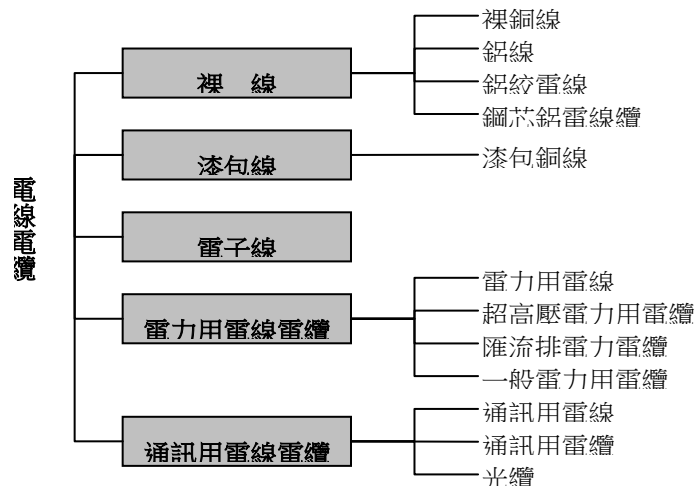 電線電纜
裸 線
裸銅線
鋁線
鋁絞電線
鋼芯鋁電線纜
漆包線
漆包銅線
電子線
電力用電線電纜
電力用電線
超高壓電力用電纜
匯流排電力電纜
一般電力用電纜
通訊用電線電纜
通訊用電線
通訊用電纜
光纜